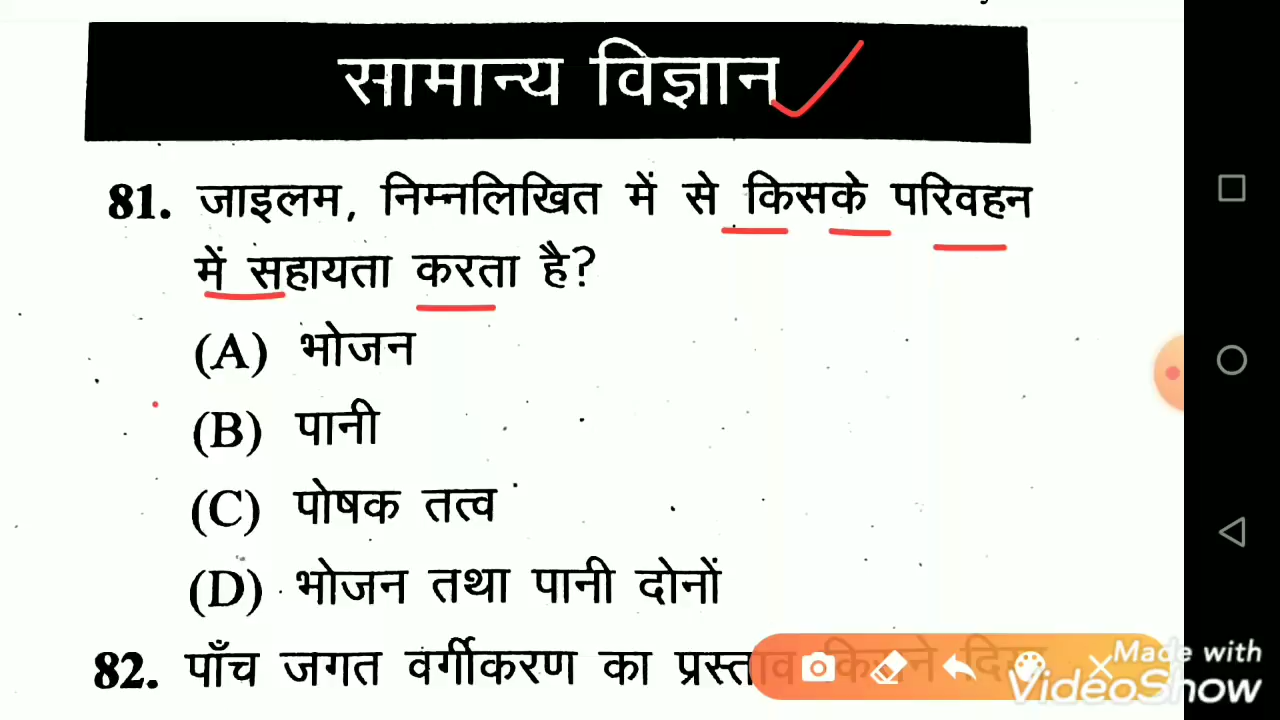 सामान्य विज्ञान
81. जाइलम, निम्नलिखित में से किसके परिवहन
में सहायता करता है?
(A) भोजन
(B) पानी
(C) पोषक तत्व
(D) भोजन तथा पानी दोनों
82. पाँच जगत वर्गीकरण का प्रस्ताव किसने दिया
Made with
VideoShow